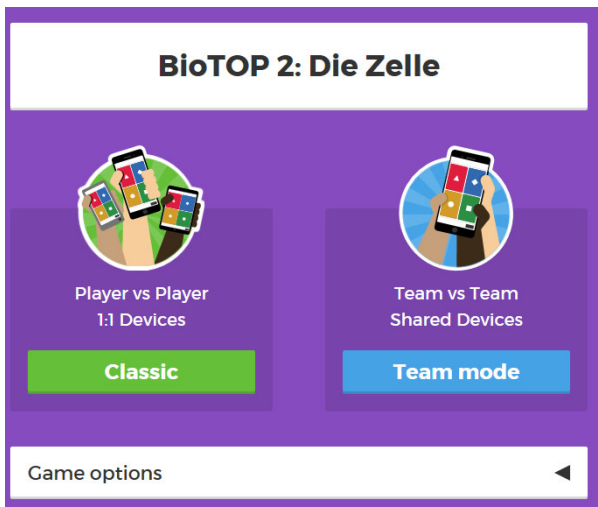 BioTOP 2: Die Zelle
Player vs Player
1:1 Devices
Classic
Team vs Team
Shared Devices
Team mode
Game options